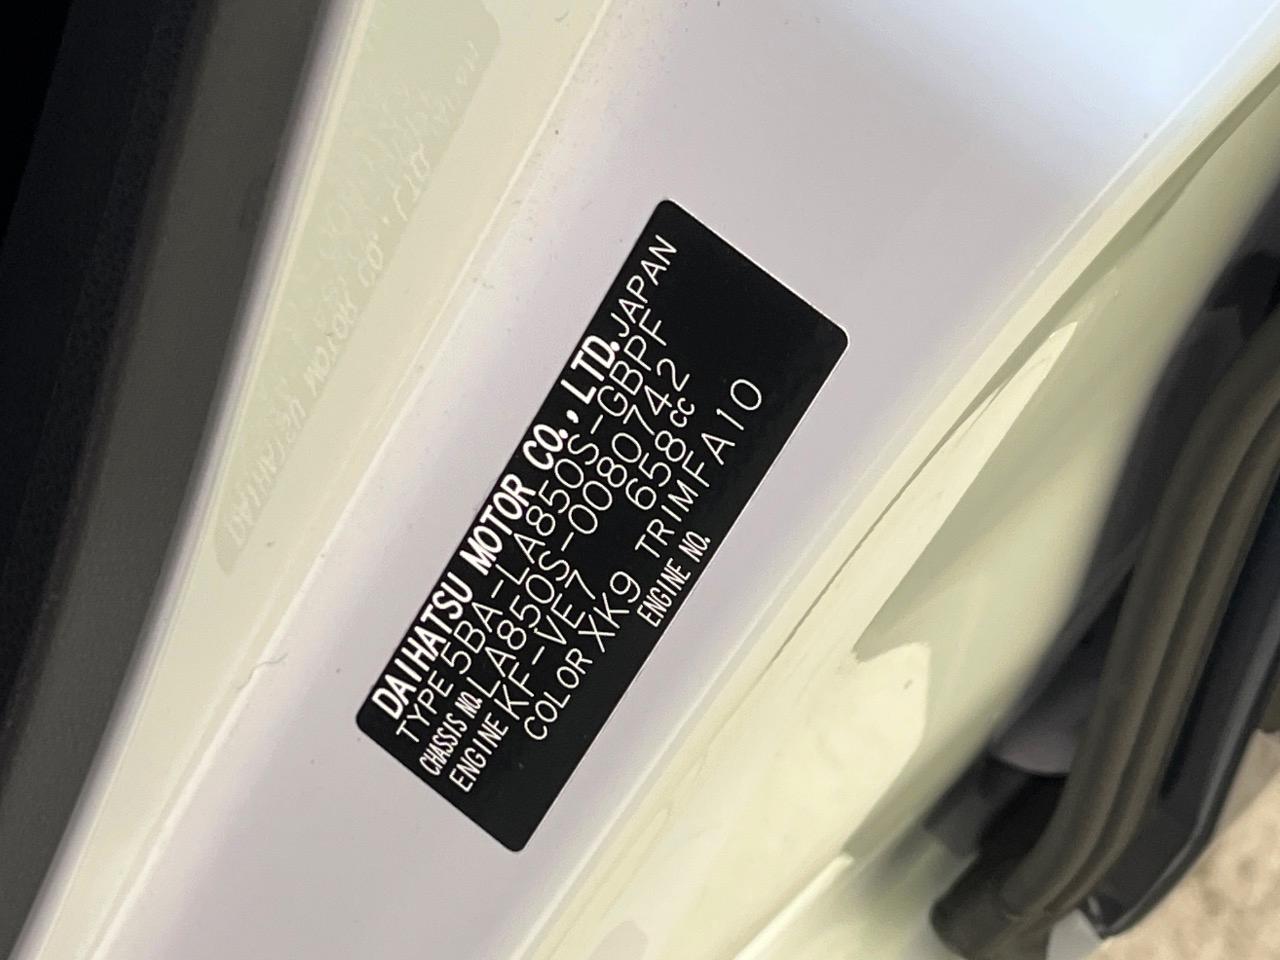 DAIHATSU MOTOR CO., LTD. JAPAN
TYPE 5BA-LA850S-GBPF
CHASSIS NO. LA850S-0080742
ENGINE KF-VE7 658cc
COLOR XK9 TRIM FA10
ENGINE NO.